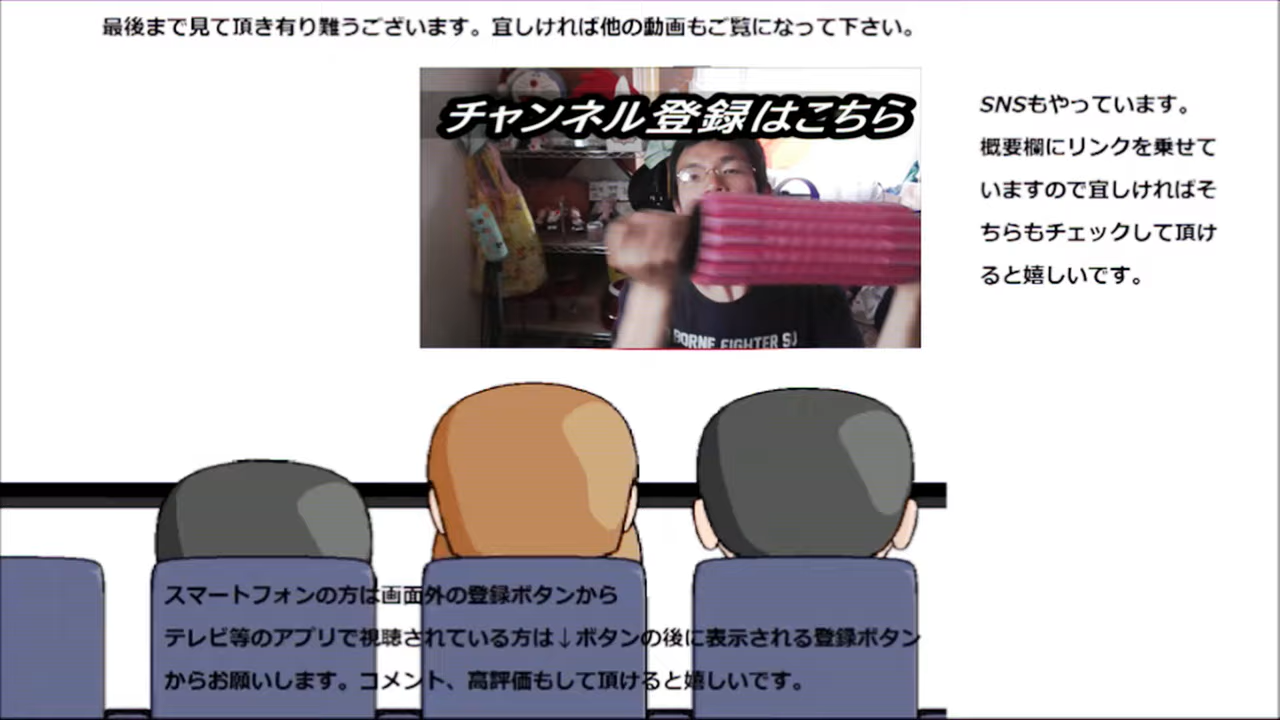 最後まで見て頂き有り難うございます。宜しければ他の動画もご覧になって下さい。
チャンネル登録はこちら
SNSもやっています。
概要欄にリンクを乗せて
いますので宜しければそ
ちらもチェックして頂け
ると嬉しいです。
BORNE FIGHTER SJ
スマートフォンの方は画面外の登録ボタンから
テレビ等のアプリで視聴されている方は↓ボタンの後に表示される登録ボタン
からお願いします。コメント、高評価もして頂けると嬉しいです。